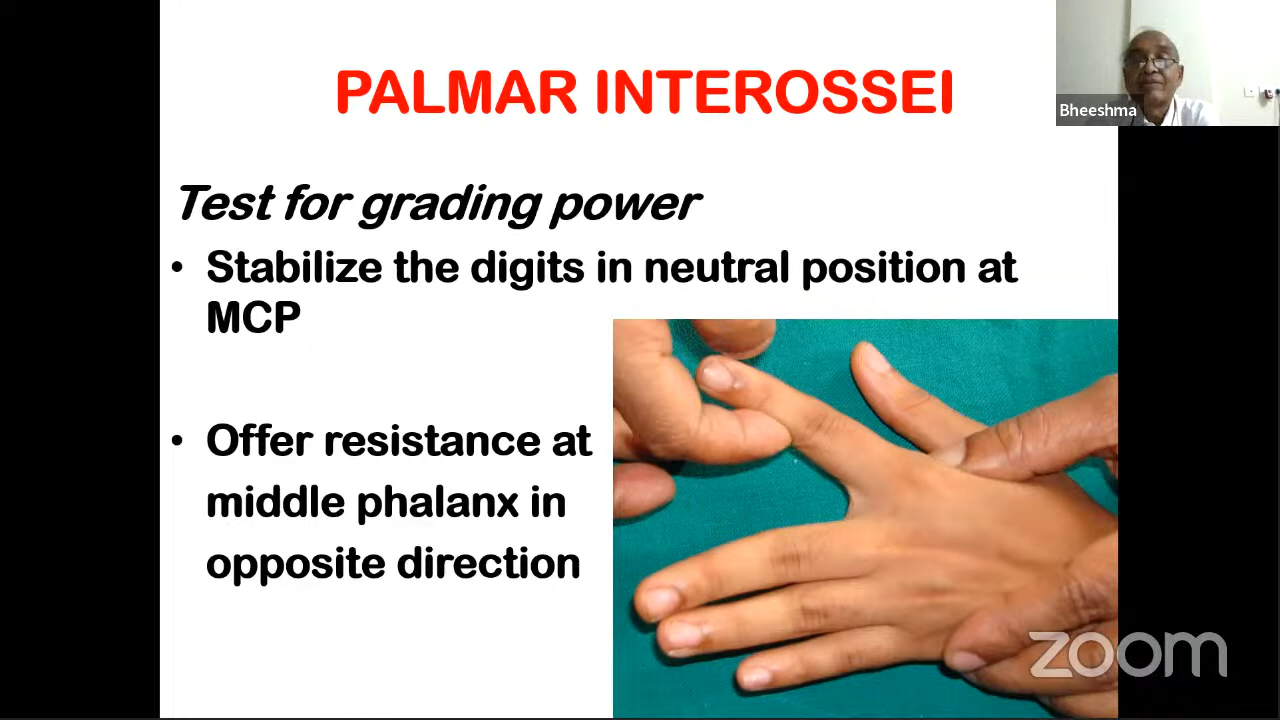 PALMAR INTEROSSEI
Bheeshma
Test for grading power
• Stabilize the digits in neutral position at
MCP
• Offer resistance at
middle phalanx in
opposite direction
zoom